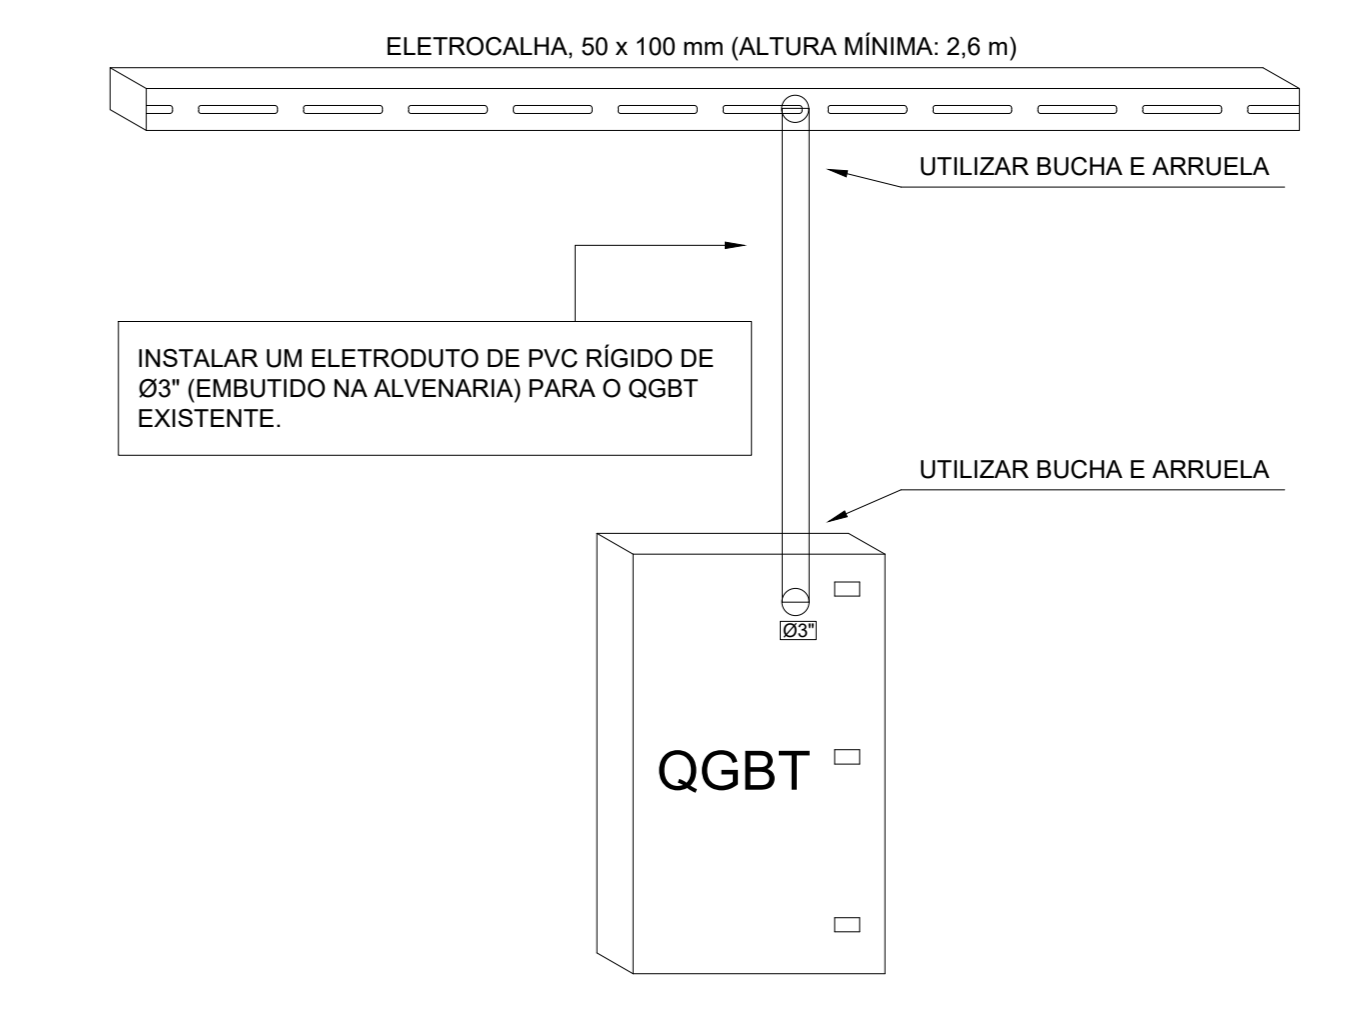 ELETROCALHA, 50 x 100 mm (ALTURA MÍNIMA: 2,6 m)
UTILIZAR BUCHA E ARRUELA
INSTALAR UM ELETRODUTO DE PVC RÍGIDO DE
Ø3" (EMBUTIDO NA ALVENARIA) PARA O QGBT
EXISTENTE.
UTILIZAR BUCHA E ARRUELA
Ø3"
QGBT